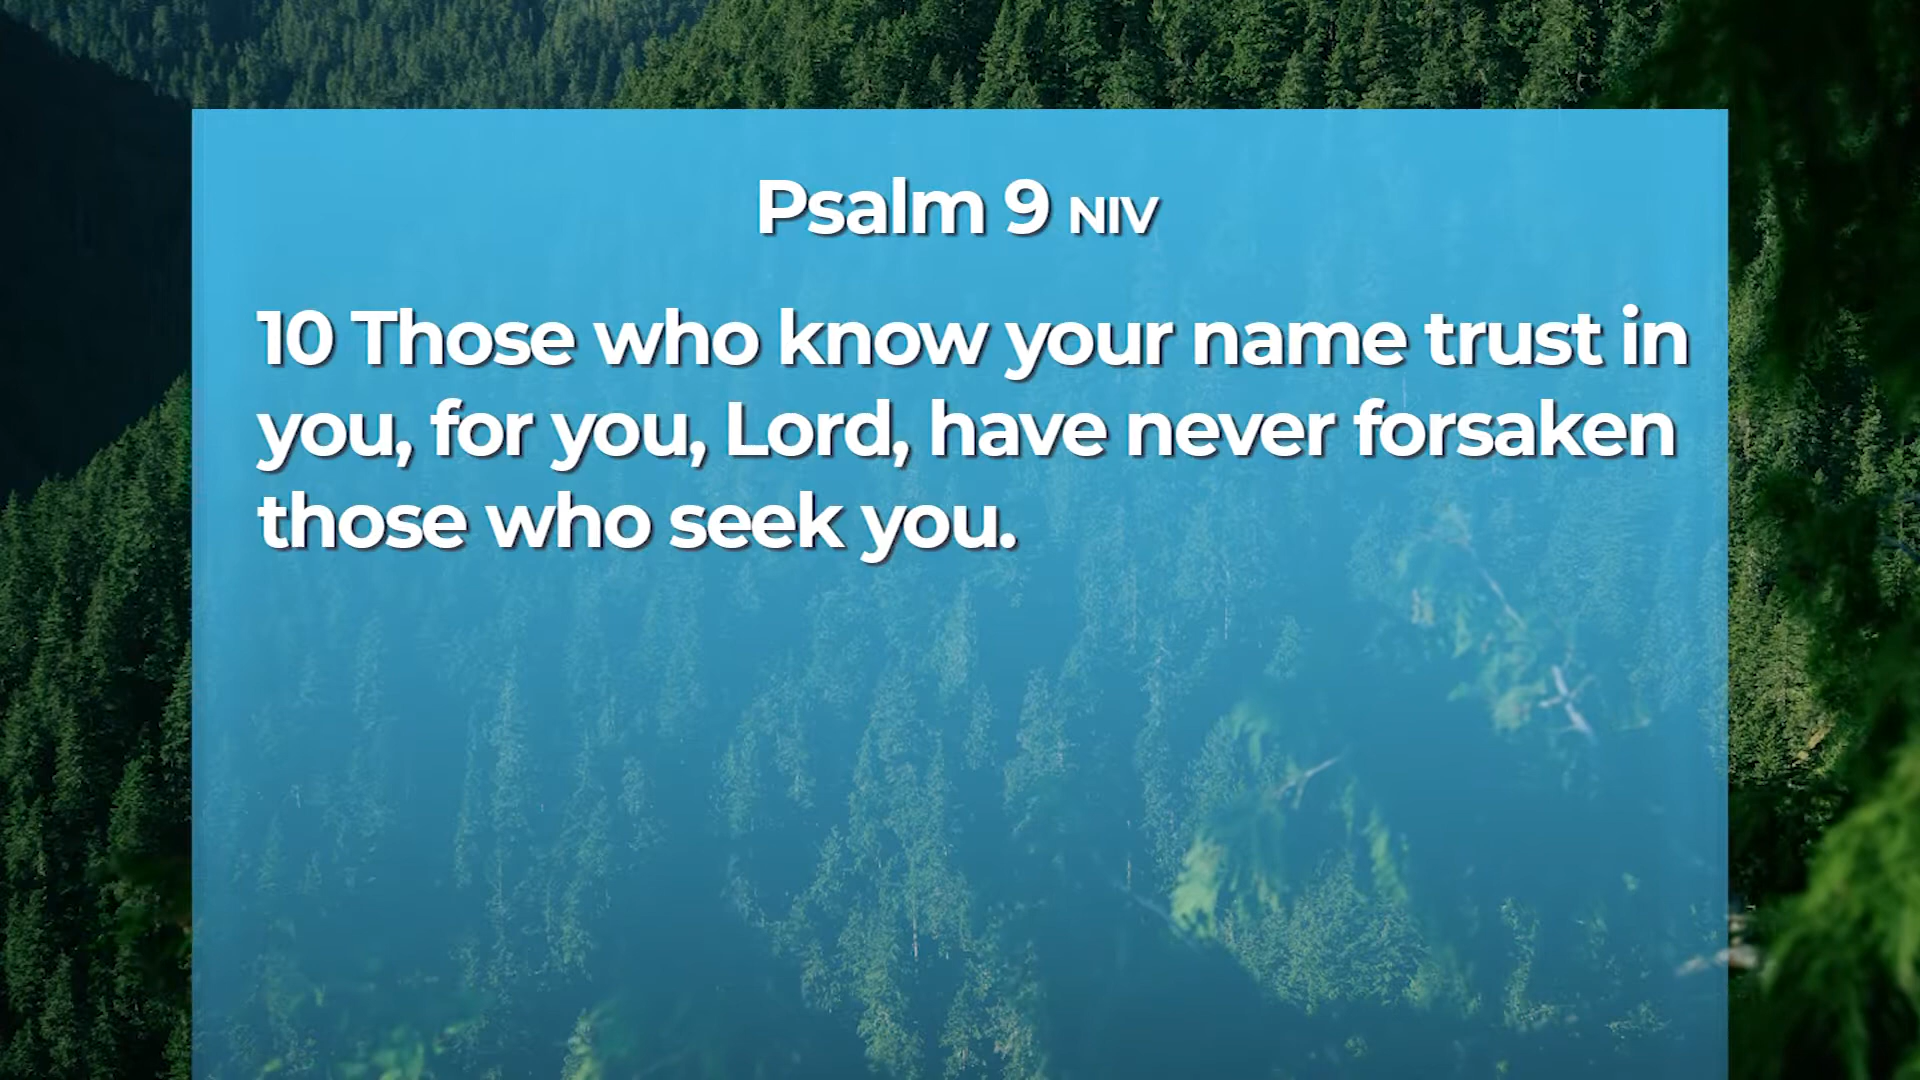 Psalm 9 NIV
10 Those who know your name trust in
you, for you, Lord, have never forsaken
those who seek you.